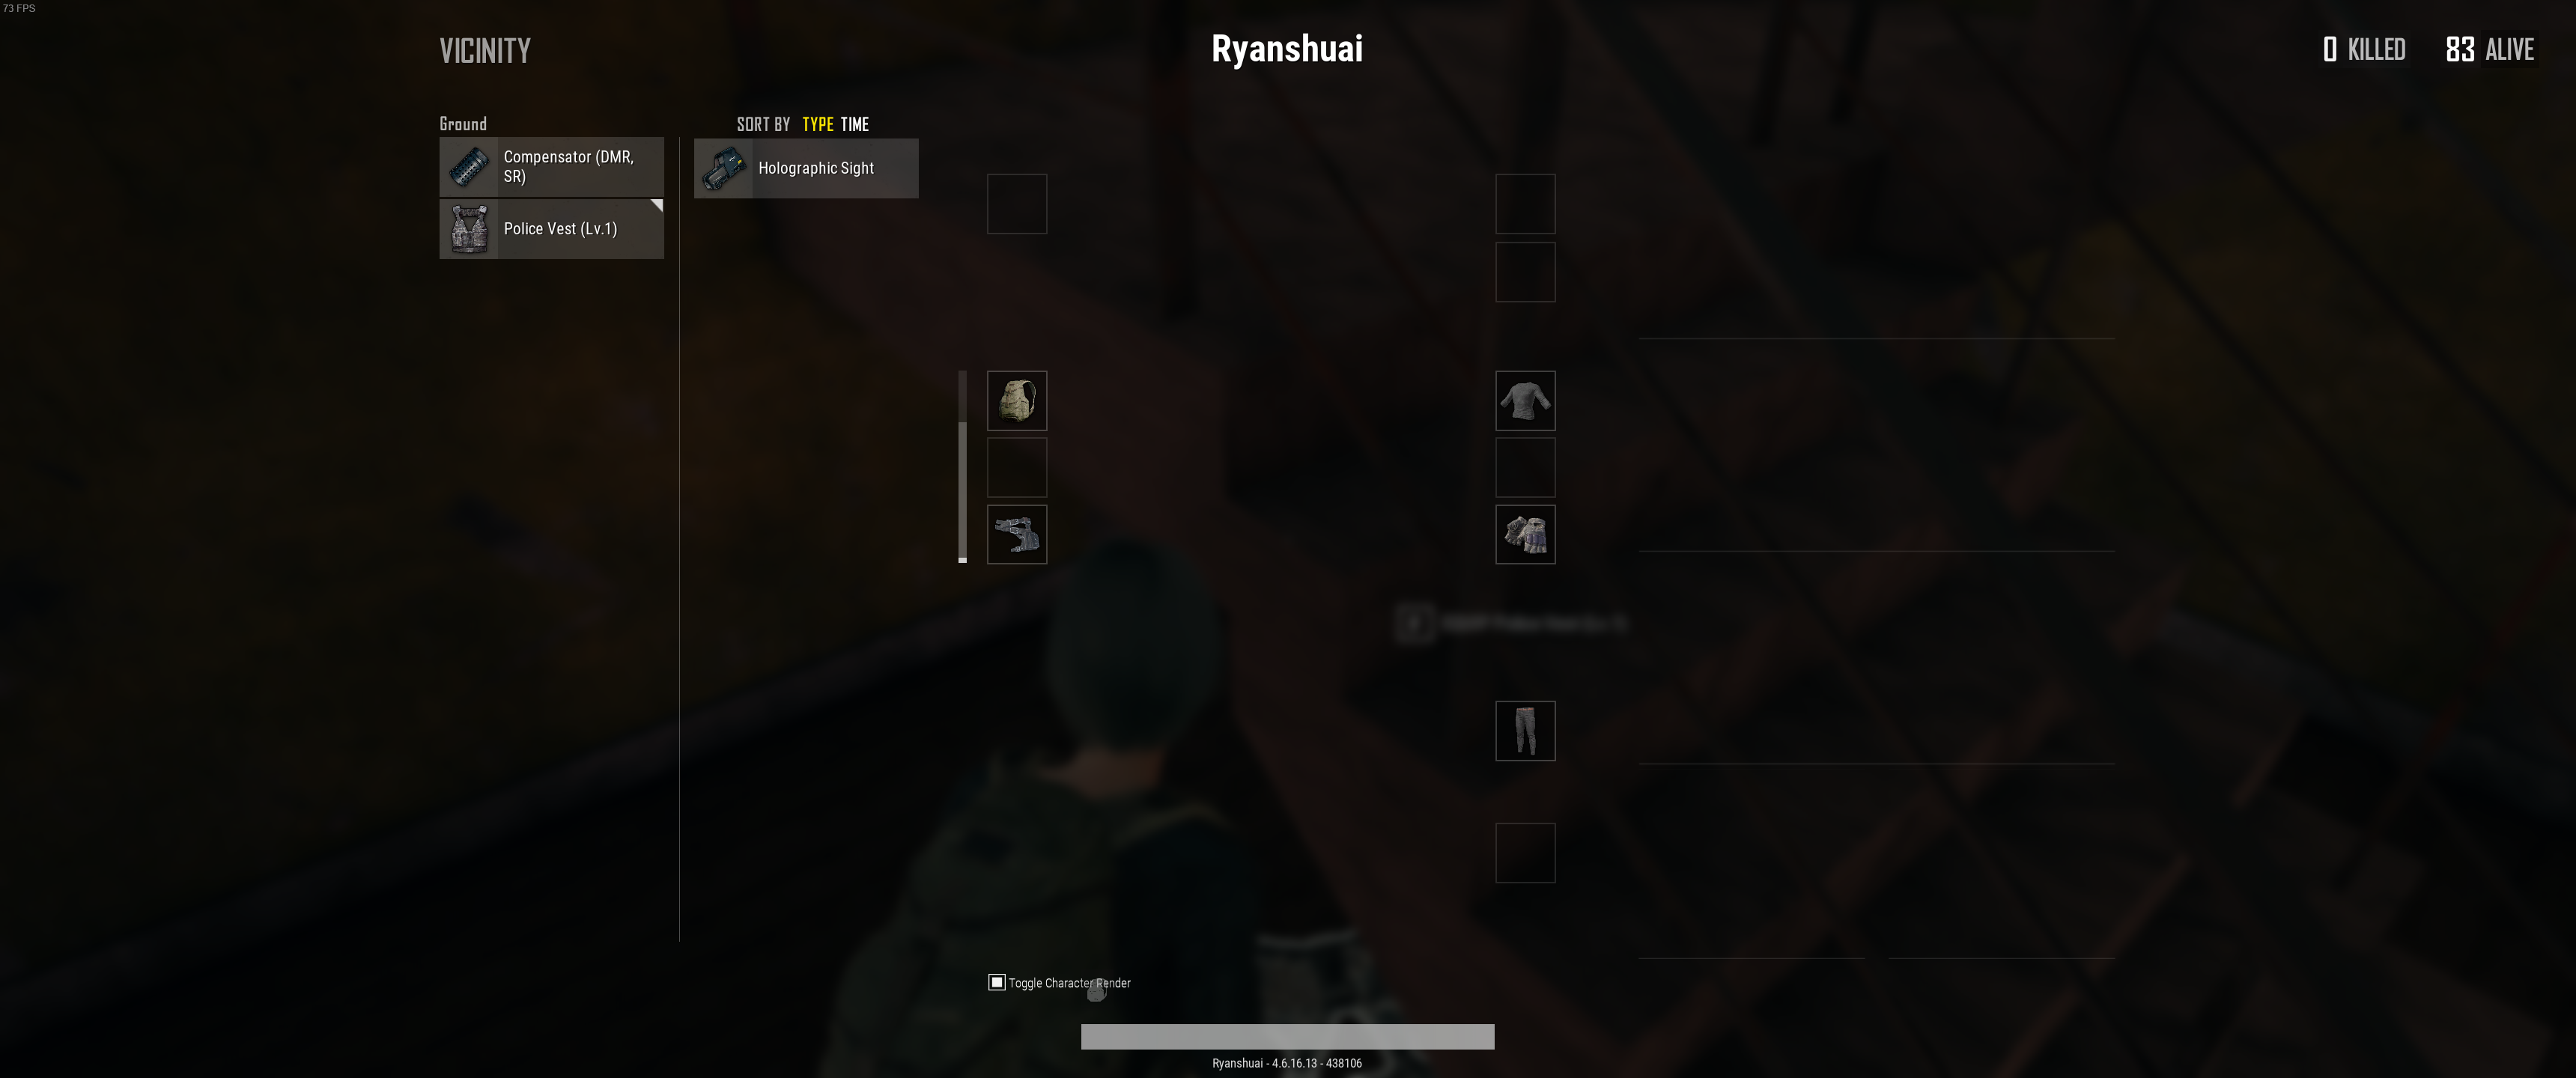 73 FPS
VICINITY
Ryanshuai
0 KILLED 83 ALIVE
Ground
SORT BY TYPE TIME
Compensator (DMR,
SR)
Holographic Sight
Police Vest (Lv.1)
Toggle Character Render
Ryanshuai - 4.6.16.13 - 438106